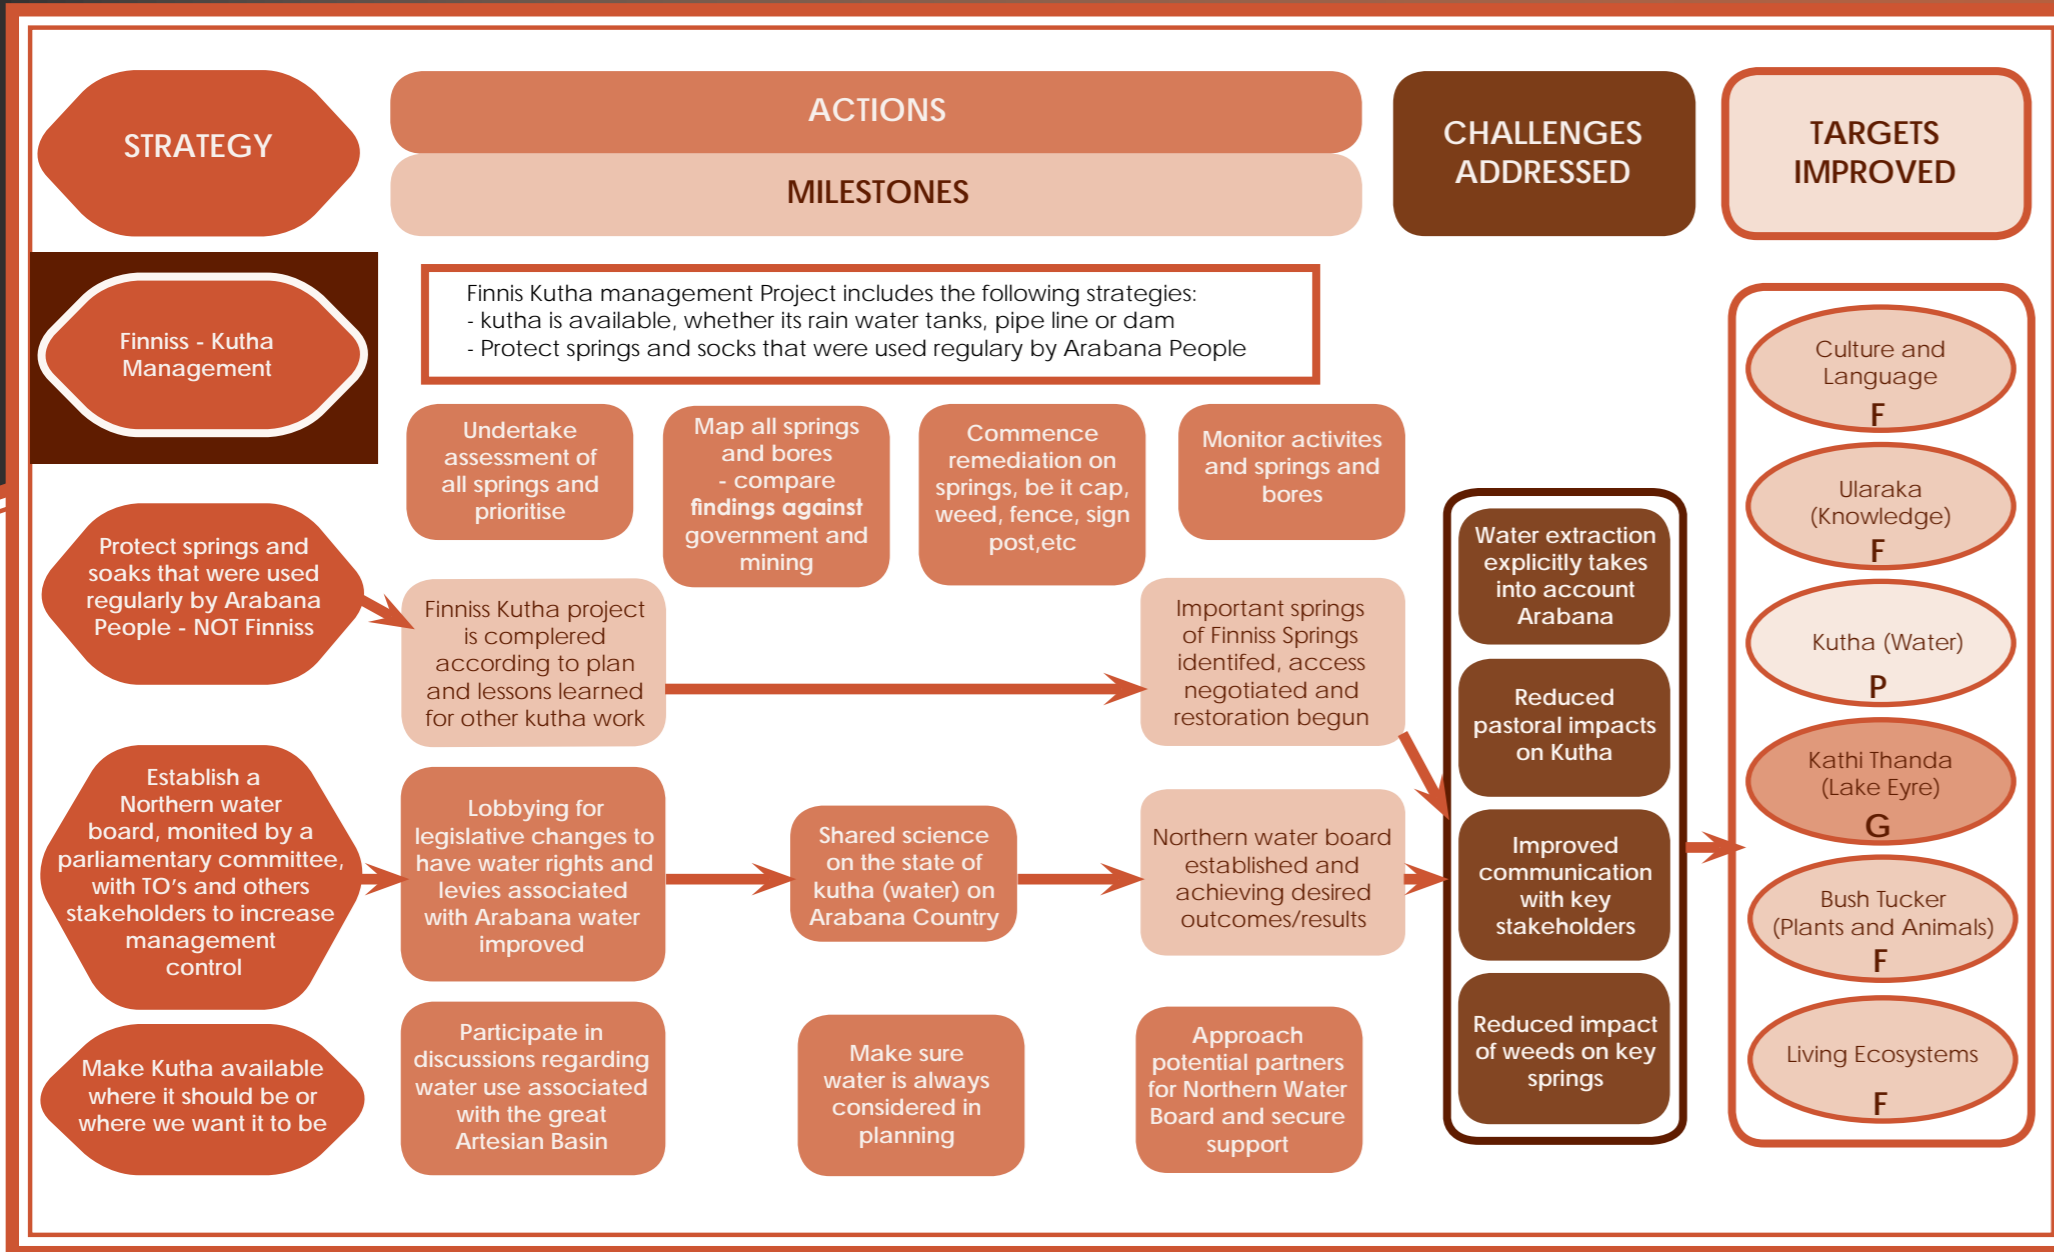 STRATEGY
ACTIONS
MILESTONES
CHALLENGES
ADDRESSED
TARGETS
IMPROVED
Finniss - Kutha
Management
Finnis Kutha management Project includes the following strategies:
- kutha is available, whether its rain water tanks, pipe line or dam
- Protect springs and socks that were used regulary by Arabana People
Undertake
assessment of
all springs and
prioritise
Map all springs
and bores
- compare
findings against
government and
mining
Commence
remediation on
springs, be it cap,
weed, fence, sign
post,etc
Monitor activites
and springs and
bores
Protect springs and
soaks that were used
regularly by Arabana
People - NOT Finniss
Finniss Kutha project
is complered
according to plan
and lessons learned
for other kutha work
Important springs
of Finniss Springs
identifed, access
negotiated and
restoration begun
Establish a
Northern water
board, monited by a
parliamentary committee,
with TO's and others
stakeholders to increase
management
control
Lobbying for
legislative changes to
have water rights and
levies associated
with Arabana water
improved
Shared science
on the state of
kutha (water) on
Arabana Country
Northern water board
established and
achieving desired
outcomes/results
Make Kutha available
where it should be or
where we want it to be
Participate in
discussions regarding
water use associated
with the great
Artesian Basin
Make sure
water is always
considered in
planning
Approach
potential partners
for Northern Water
Board and secure
support
Water extraction
explicitly takes
into account
Arabana
Reduced
pastoral impacts
on Kutha
Improved
communication
with key
stakeholders
Reduced impact
of weeds on key
springs
Culture and
Language
F
Ularaka
(Knowledge)
F
Kutha (Water)
P
Kathi Thanda
(Lake Eyre)
G
Bush Tucker
(Plants and Animals)
F
Living Ecosystems
F